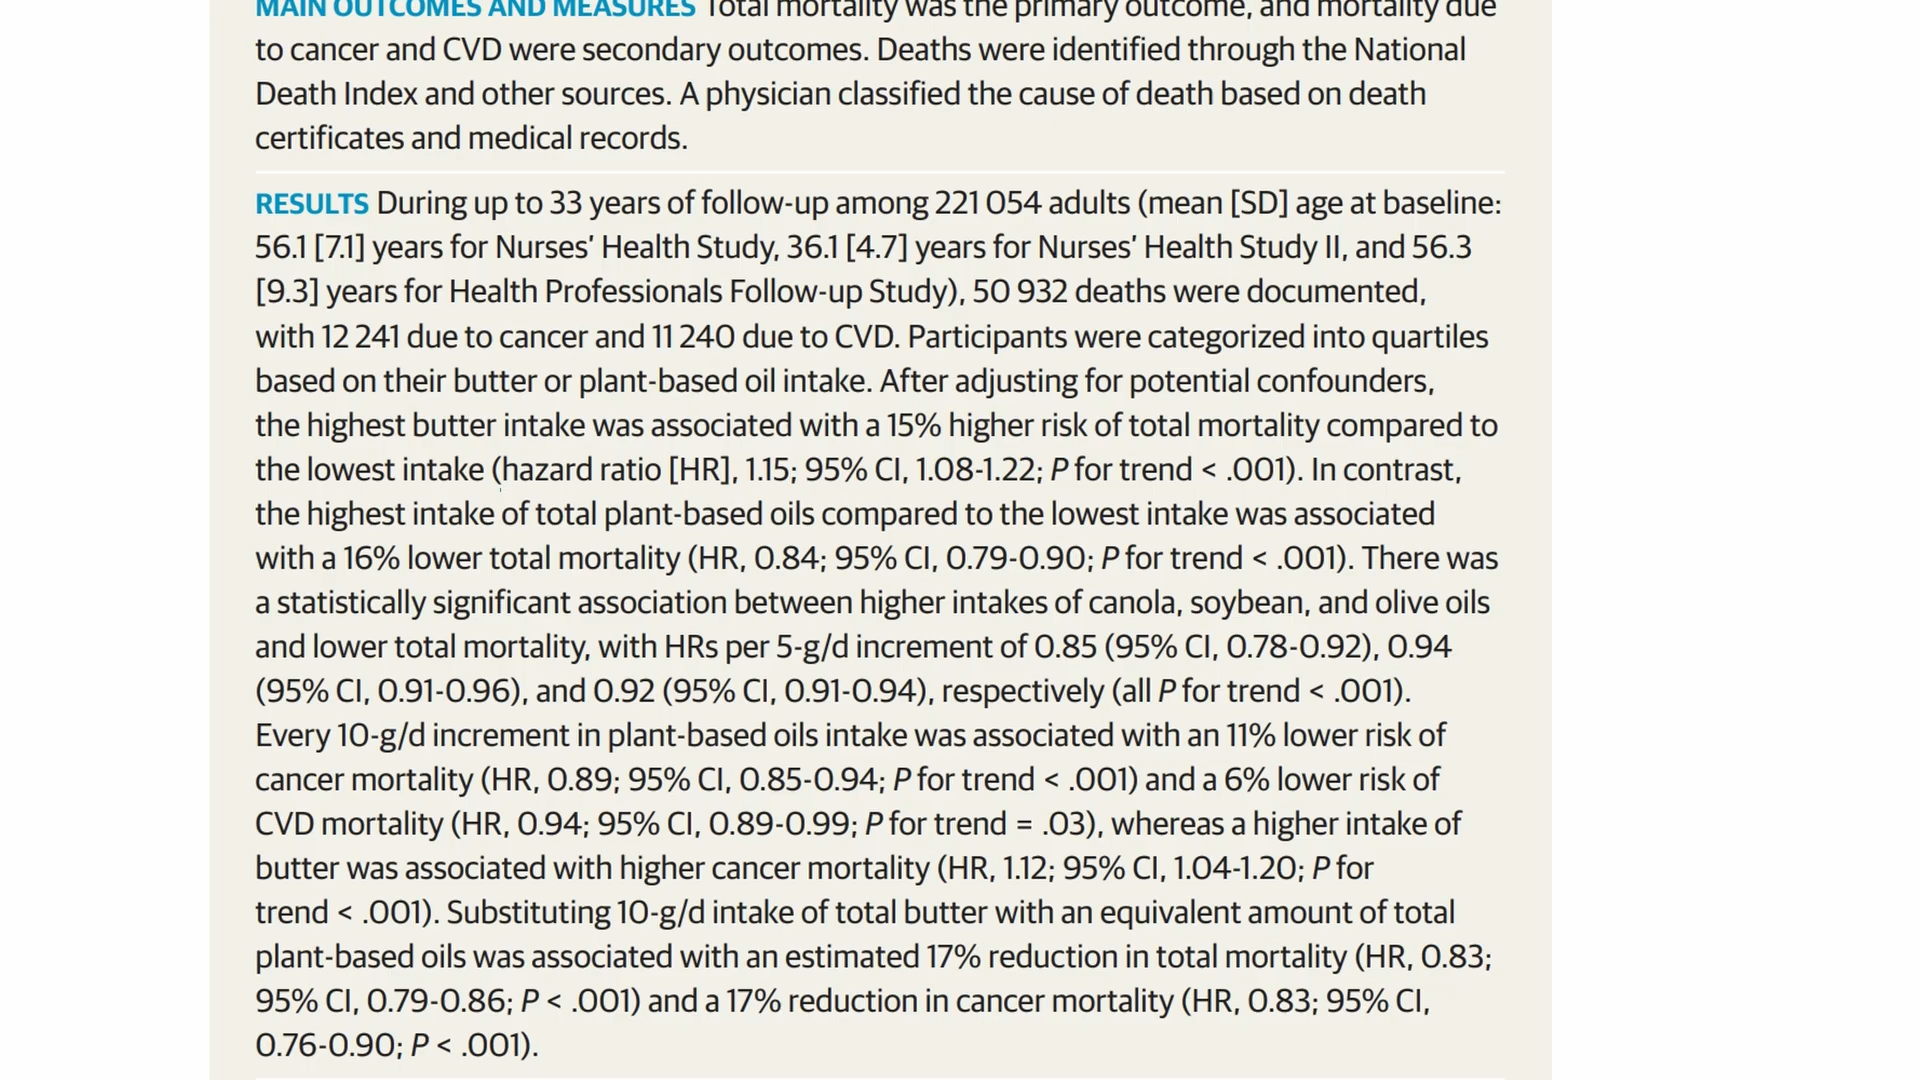 MAIN OUTCOMES AND MEASURES Total mortality was the primary outcome, and mortality due
to cancer and CVD were secondary outcomes. Deaths were identified through the National
Death Index and other sources. A physician classified the cause of death based on death
certificates and medical records.
RESULTS During up to 33 years of follow-up among 221 054 adults (mean [SD] age at baseline:
56.1 [7.1] years for Nurses’ Health Study, 36.1 [4.7] years for Nurses’ Health Study II, and 56.3
[9.3] years for Health Professionals Follow-up Study), 50 932 deaths were documented,
with 12 241 due to cancer and 11 240 due to CVD. Participants were categorized into quartiles
based on their butter or plant-based oil intake. After adjusting for potential confounders,
the highest butter intake was associated with a 15% higher risk of total mortality compared to
the lowest intake (hazard ratio [HR], 1.15; 95% CI, 1.08-1.22; P for trend < .001). In contrast,
the highest intake of total plant-based oils compared to the lowest intake was associated
with a 16% lower total mortality (HR, 0.84; 95% CI, 0.79-0.90; P for trend < .001). There was
a statistically significant association between higher intakes of canola, soybean, and olive oils
and lower total mortality, with HRs per 5-g/d increment of 0.85 (95% CI, 0.78-0.92), 0.94
(95% CI, 0.91-0.96), and 0.92 (95% CI, 0.91-0.94), respectively (all P for trend < .001).
Every 10-g/d increment in plant-based oils intake was associated with an 11% lower risk of
cancer mortality (HR, 0.89; 95% CI, 0.85-0.94; P for trend < .001) and a 6% lower risk of
CVD mortality (HR, 0.94; 95% CI, 0.89-0.99; P for trend = .03), whereas a higher intake of
butter was associated with higher cancer mortality (HR, 1.12; 95% CI, 1.04-1.20; P for
trend < .001). Substituting 10-g/d intake of total butter with an equivalent amount of total
plant-based oils was associated with an estimated 17% reduction in total mortality (HR, 0.83;
95% CI, 0.79-0.86; P < .001) and a 17% reduction in cancer mortality (HR, 0.83; 95% CI,
0.76-0.90; P < .001).